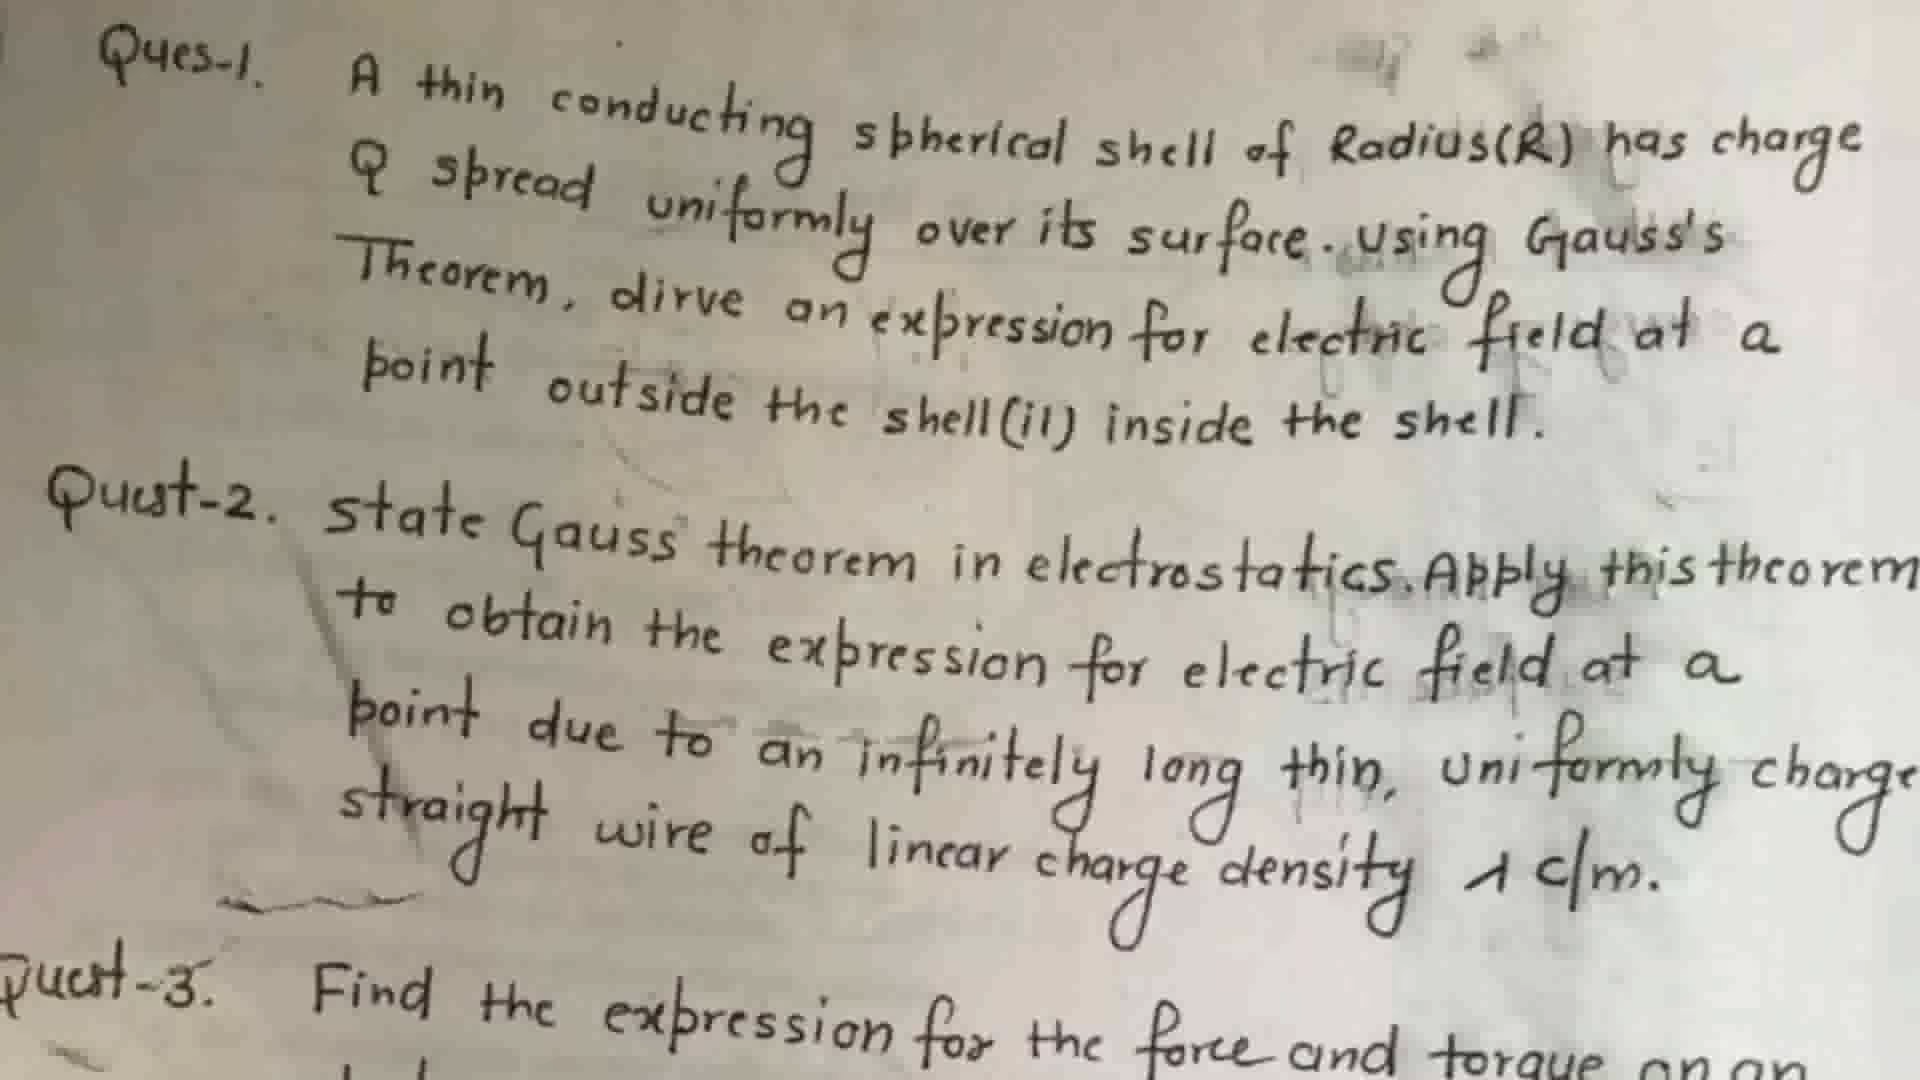 Ques-1. A thin conducting spherical shell of Radius(R) has charge
Q spread uniformly over its surface. Using Gauss's
Theorem, dirve an expression for electric field at a
point outside the shell(ii) inside the shell.
Quest-2. State Gauss theorem in electrostatics. Apply this theorem
to obtain the expression for electric field at a
point due to an infinitely long thin, uniformly charge
straight wire of linear charge density λ c/m.
Quest-3. Find the expression for the force and torque on an